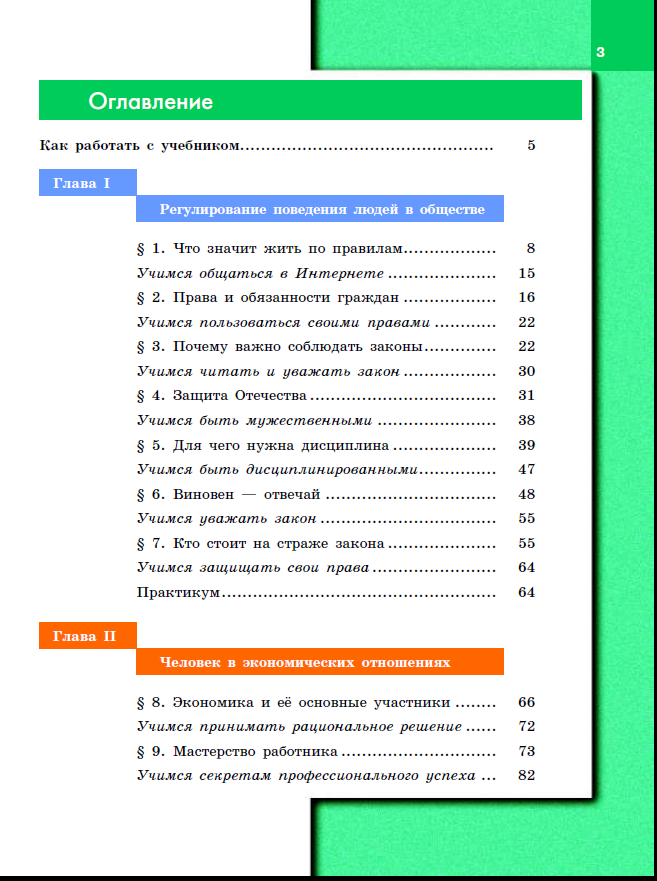 3
Оглавление
Как работать с учебником................................................ 5
Глава I
Регулирование поведения людей в обществе
§ 1. Что значит жить по правилам.................. 8
Учимся общаться в Интернете ..................... 15
§ 2. Права и обязанности граждан .................. 16
Учимся пользоваться своими правами ............ 22
§ 3. Почему важно соблюдать законы.............. 22
Учимся читать и уважать закон .................. 30
§ 4. Защита Отечества .................................... 31
Учимся быть мужественными ....................... 38
§ 5. Для чего нужна дисциплина .................... 39
Учимся быть дисциплинированными............... 47
§ 6. Виновен — отвечай ................................. 48
Учимся уважать закон .................................. 55
§ 7. Кто стоит на страже закона ..................... 55
Учимся защищать свои права ........................ 64
Практикум..................................................... 64
Глава II
Человек в экономических отношениях
§ 8. Экономика и её основные участники ........ 66
Учимся принимать рациональное решение ...... 72
§ 9. Мастерство работника .............................. 73
Учимся секретам профессионального успеха ... 82